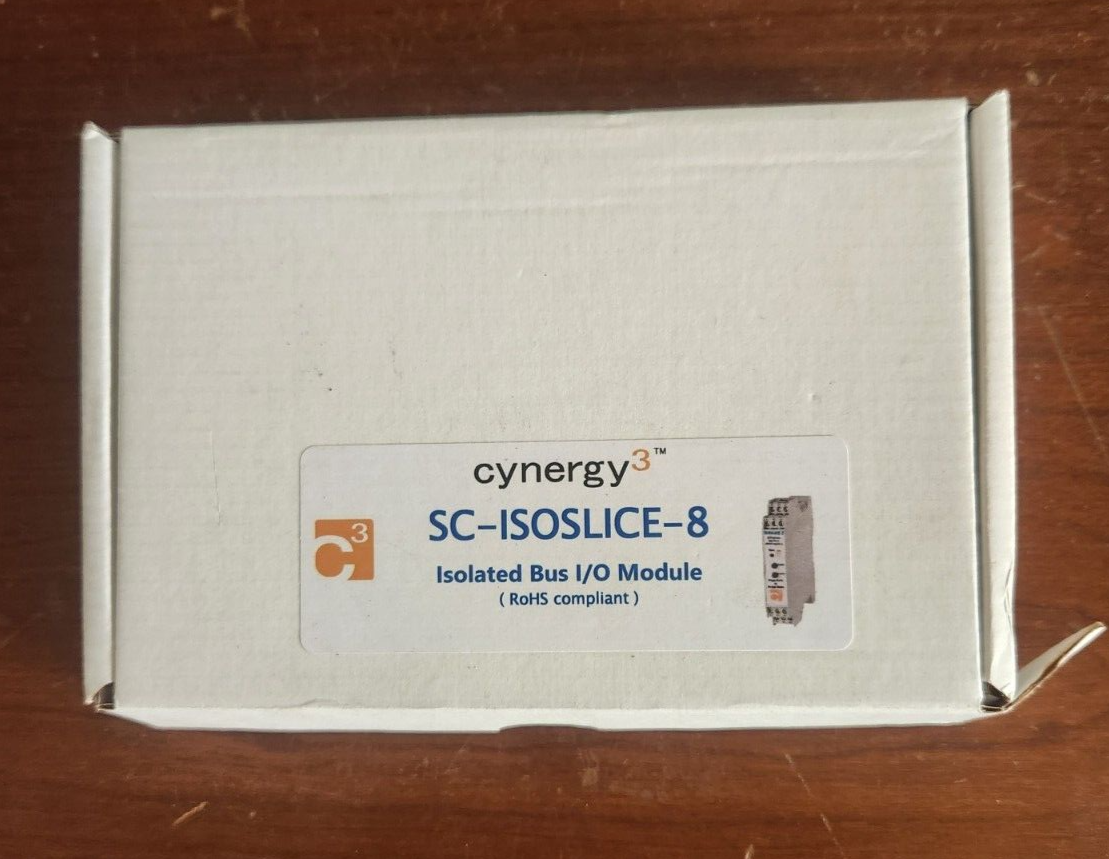 cynergy3™
SC-ISOSLICE-8
C3
Isolated Bus I/O Module
( RoHS compliant )